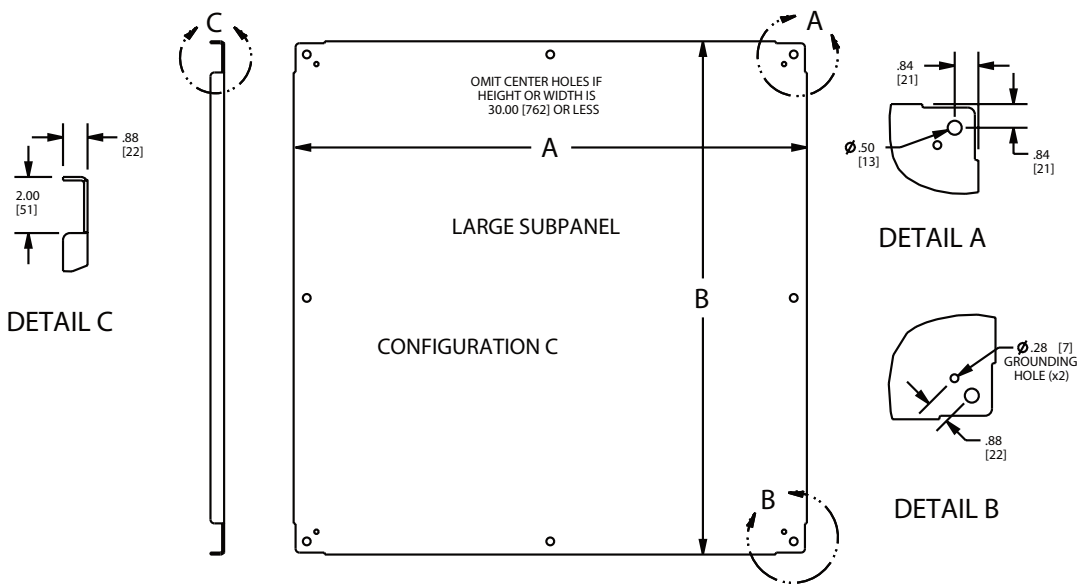 C
A
OMIT CENTER HOLES IF
HEIGHT OR WIDTH IS
30.00 [762] OR LESS
A
LARGE SUBPANEL
B
CONFIGURATION C
B
.88
[22]
2.00
[51]
DETAIL C
.84
[21]
Ø.50
[13]
.84
[21]
DETAIL A
Ø.28 [7]
GROUNDING
HOLE (x2)
.88
[22]
DETAIL B